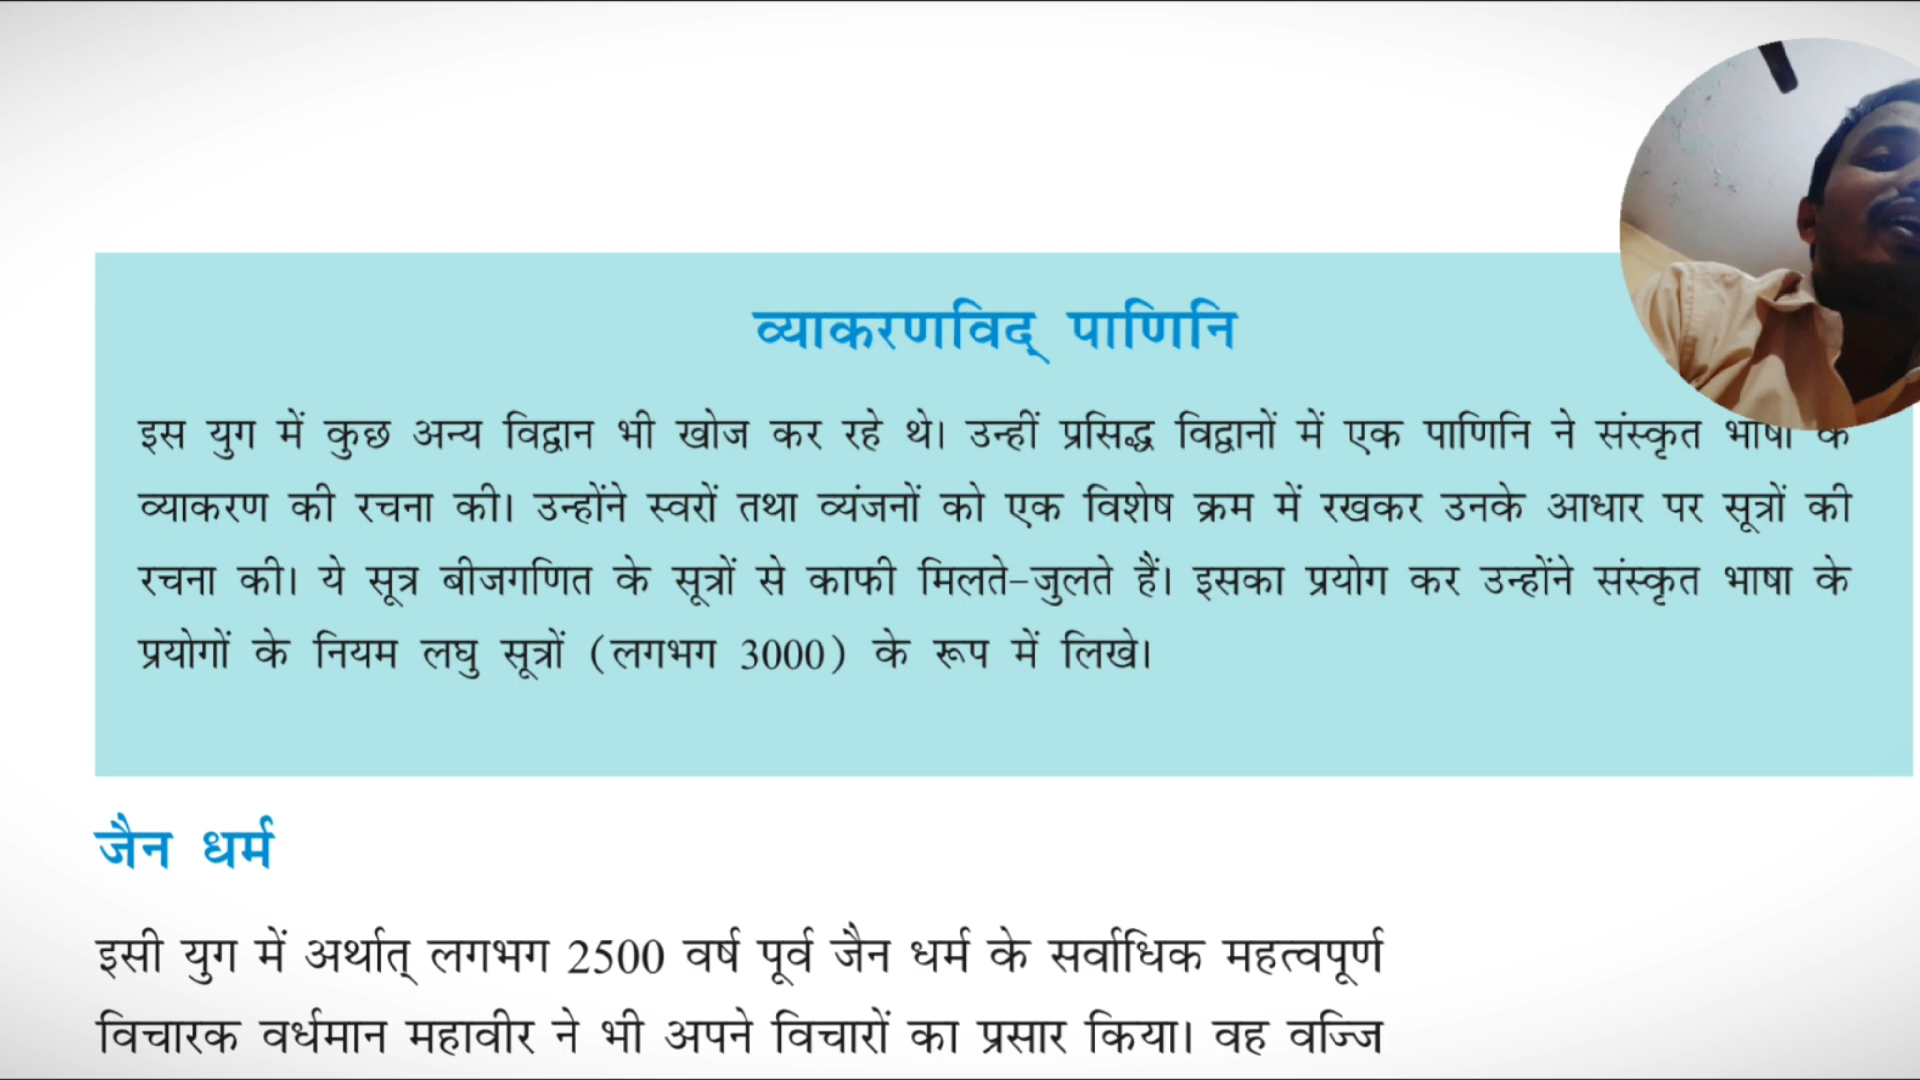 व्याकरणविद् पाणिनि
इस युग में कुछ अन्य विद्वान भी खोज कर रहे थे। उन्हीं प्रसिद्ध विद्वानों में एक पाणिनि ने संस्कृत भाषा के
व्याकरण की रचना की। उन्होंने स्वरों तथा व्यंजनों को एक विशेष क्रम में रखकर उनके आधार पर सूत्रों की
रचना की। ये सूत्र बीजगणित के सूत्रों से काफी मिलते-जुलते हैं। इसका प्रयोग कर उन्होंने संस्कृत भाषा के
प्रयोगों के नियम लघु सूत्रों (लगभग 3000) के रूप में लिखे।
जैन धर्म
इसी युग में अर्थात् लगभग 2500 वर्ष पूर्व जैन धर्म के सर्वाधिक महत्वपूर्ण
विचारक वर्धमान महावीर ने भी अपने विचारों का प्रसार किया। वह वज्जि